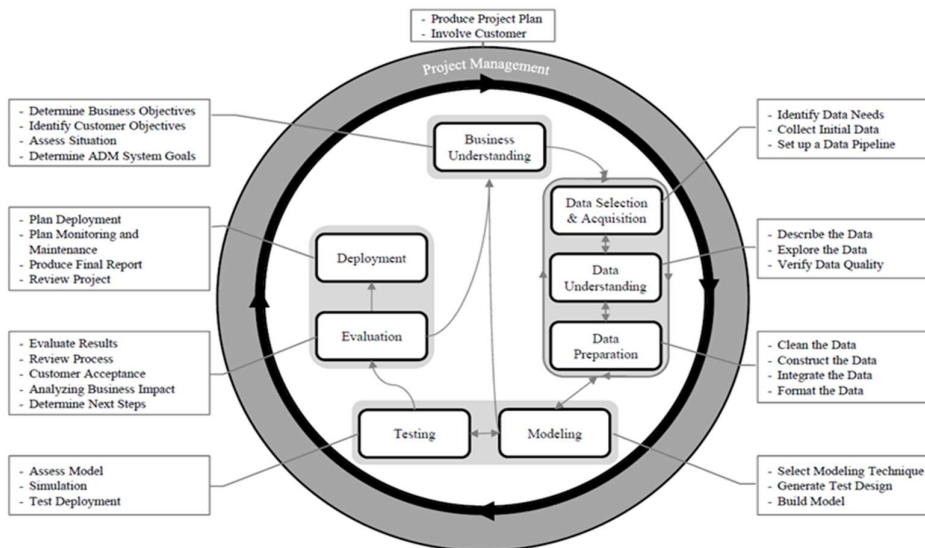 - Produce Project Plan
- Involve Customer
Project Management
- Determine Business Objectives
- Identify Customer Objectives
- Assess Situation
- Determine ADM System Goals
Business
Understanding
- Identify Data Needs
- Collect Initial Data
- Set up a Data Pipeline
Data Selection
& Acquisition
- Plan Deployment
- Plan Monitoring and
Maintenance
- Produce Final Report
- Review Project
Deployment
Data
Understanding
- Describe the Data
- Explore the Data
- Verify Data Quality
- Evaluate Results
- Review Process
- Customer Acceptance
- Analyzing Business Impact
- Determine Next Steps
Evaluation
Data
Preparation
- Clean the Data
- Construct the Data
- Integrate the Data
- Format the Data
Testing
Modeling
- Assess Model
- Simulation
- Test Deployment
- Select Modeling Technique
- Generate Test Design
- Build Model